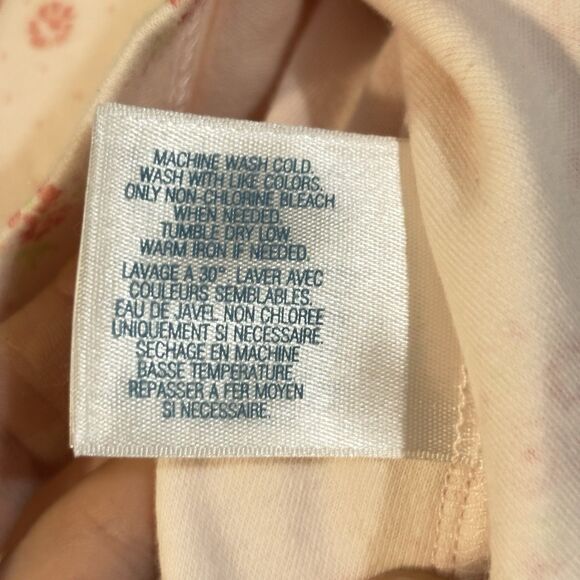 MACHINE WASH COLD.
WASH WITH LIKE COLORS.
ONLY NON-CHLORINE BLEACH
WHEN NEEDED.
TUMBLE DRY LOW.
WARM IRON IF NEEDED.
LAVAGE A 30°. LAVER AVEC
COULEURS SEMBLABLES.
EAU DE JAVEL NON CHLOREE
UNIQUEMENT SI NECESSAIRE.
SECHAGE EN MACHINE
BASSE TEMPERATURE.
REPASSER A FER MOYEN
SI NECESSAIRE.